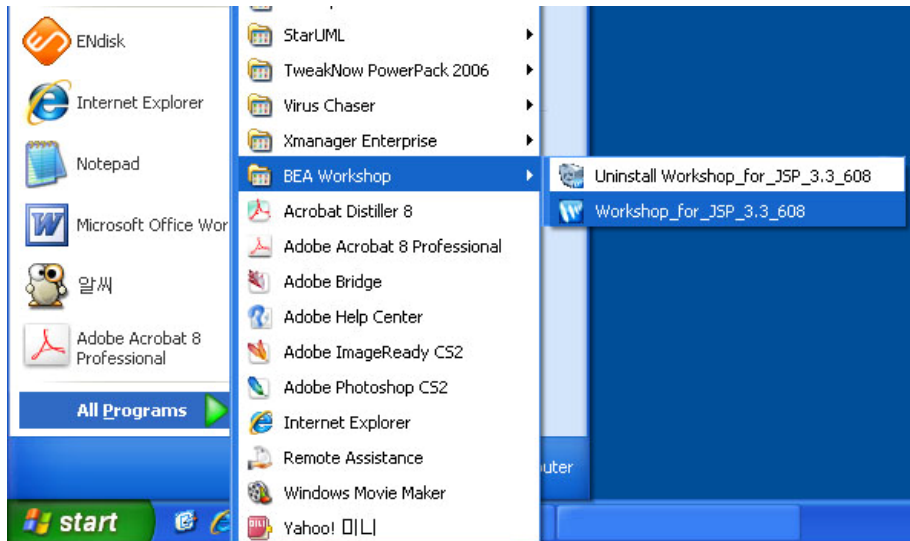 ENdisk
Internet Explorer
Notepad
Microsoft Office Wor
알씨
Adobe Acrobat 8
Professional
All Programs
start
StarUML
TweakNow PowerPack 2006
Virus Chaser
Xmanager Enterprise
BEA Workshop
Acrobat Distiller 8
Adobe Acrobat 8 Professional
Adobe Bridge
Adobe Help Center
Adobe ImageReady CS2
Adobe Photoshop CS2
Internet Explorer
Remote Assistance
Windows Movie Maker
Yahoo! 미니
Uninstall Workshop_for_JSP_3.3_608
Workshop_for_JSP_3.3_608
uter